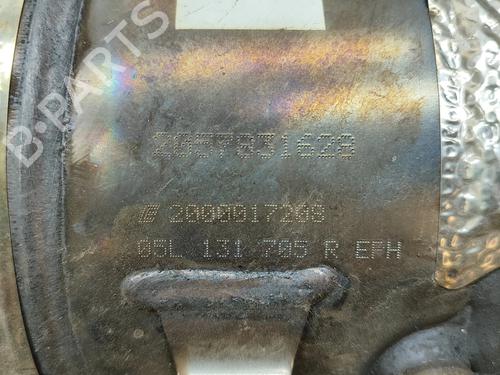 B-PARTS
2057831628
2000017208
05L 131 705 R EFH